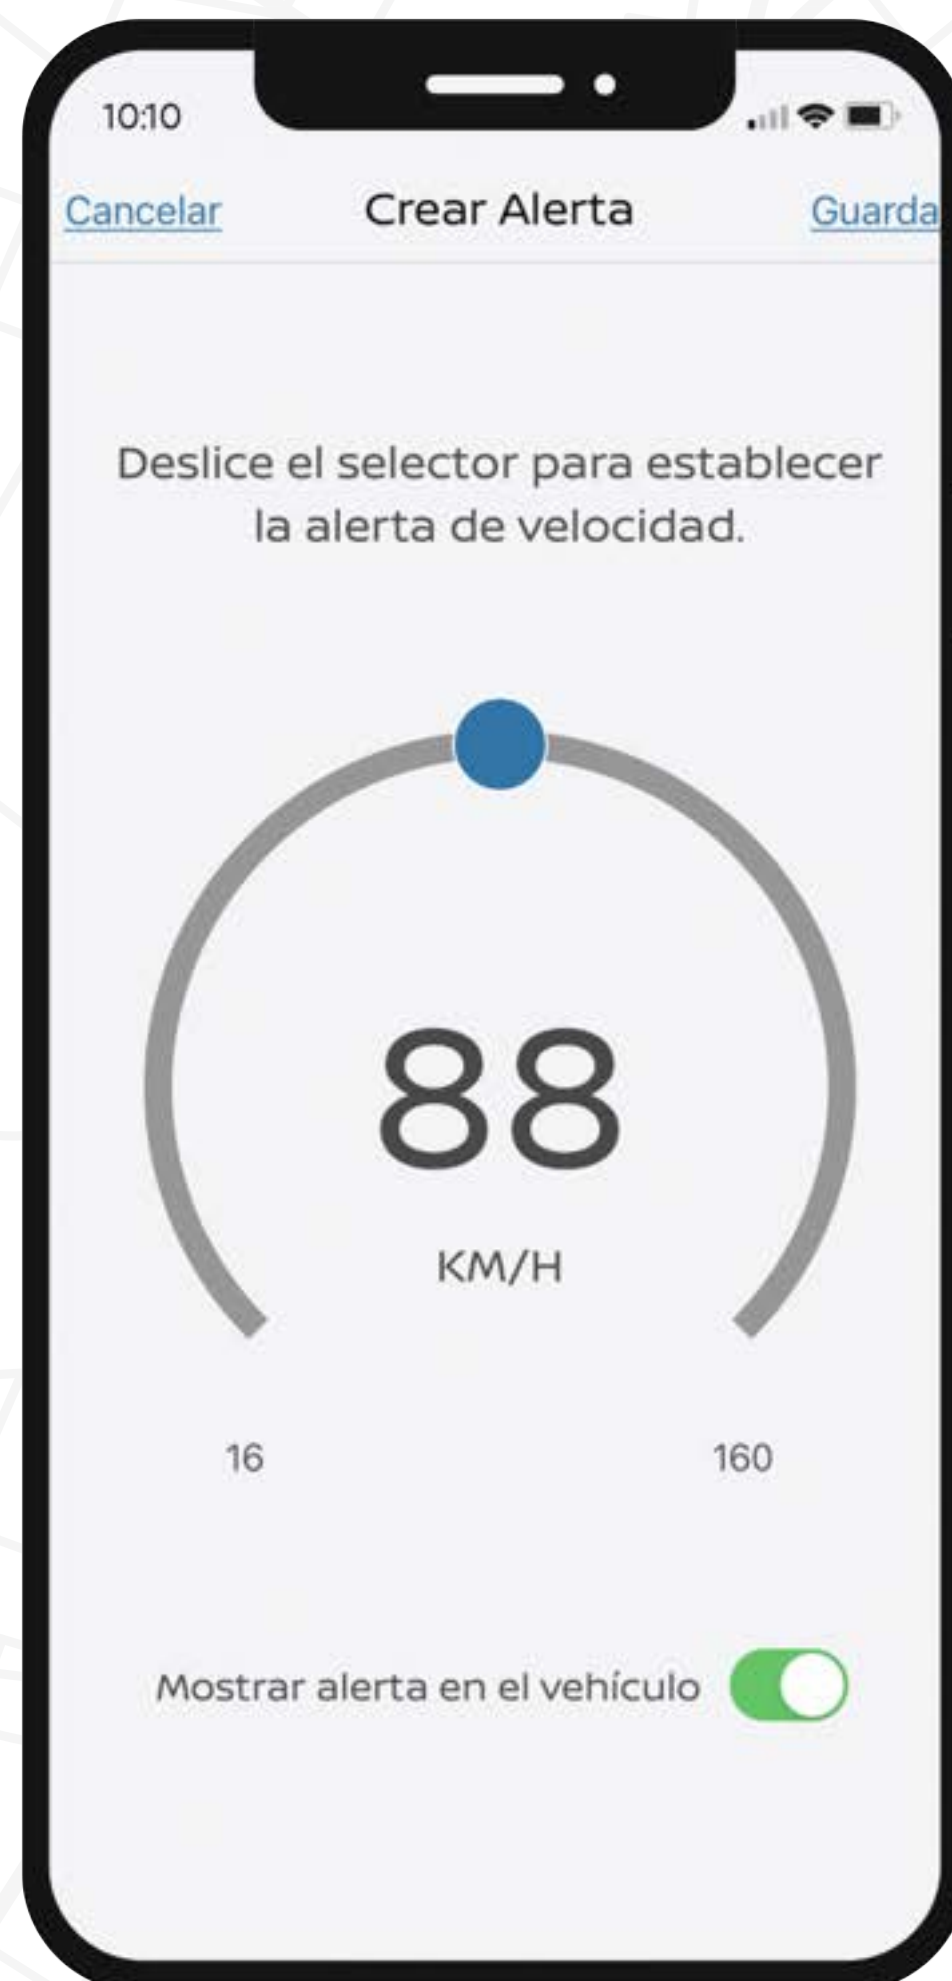 10:10
Cancelar Crear Alerta Guarda
Deslice el selector para establecer
la alerta de velocidad.
88
KM/H
16 160
Mostrar alerta en el vehículo